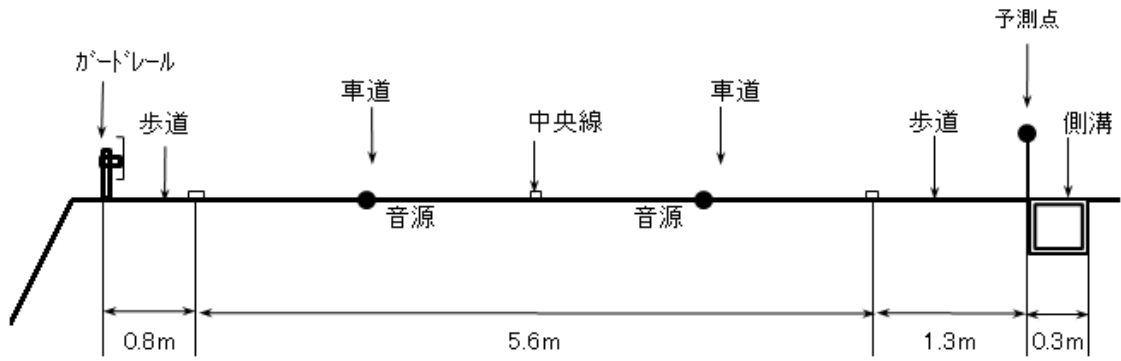 予測点
ｶﾞｰﾄﾞﾚｰﾙ
車道
車道
歩道
中央線
歩道
側溝
音源
音源
0.8m
5.6m
1.3m
0.3m